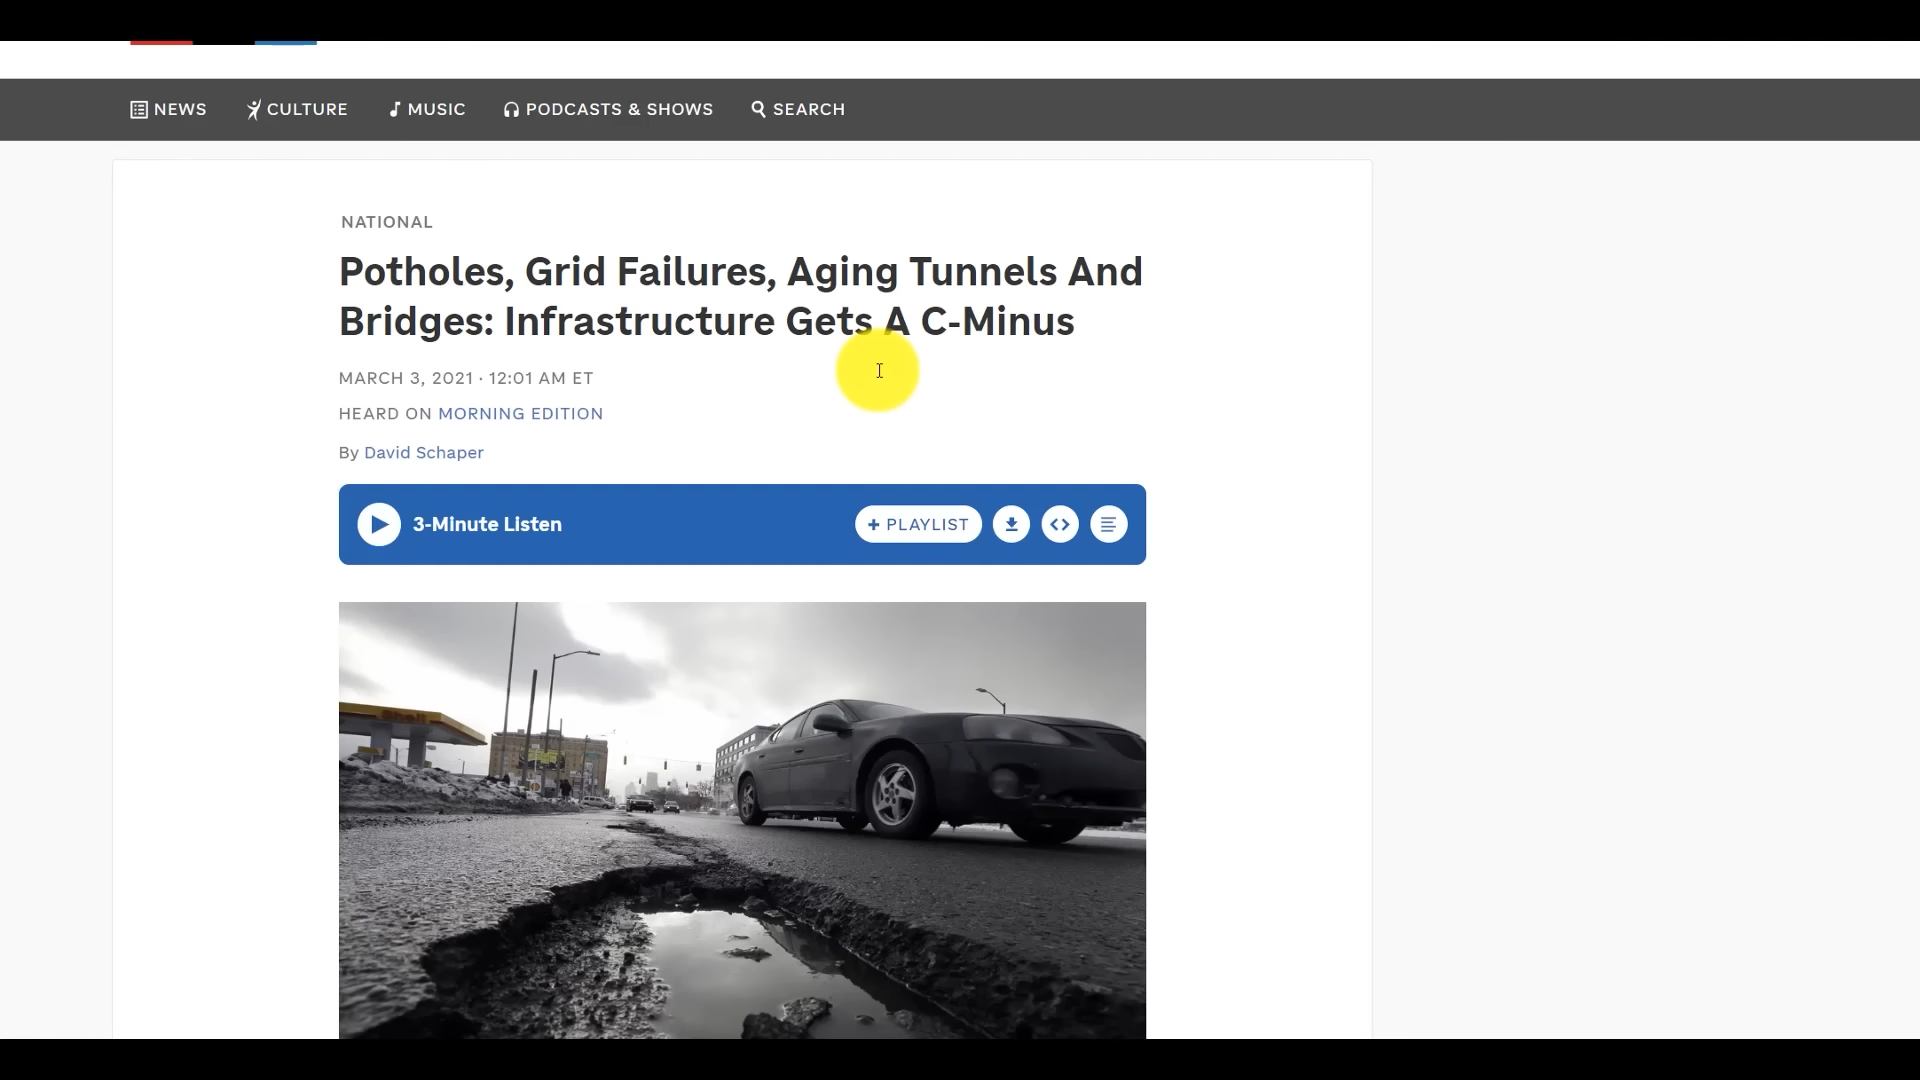 NEWS CULTURE MUSIC PODCASTS & SHOWS SEARCH
NATIONAL
Potholes, Grid Failures, Aging Tunnels And
Bridges: Infrastructure Gets A C-Minus
MARCH 3, 2021 · 12:01 AM ET
HEARD ON MORNING EDITION
By David Schaper
3-Minute Listen + PLAYLIST
Shell